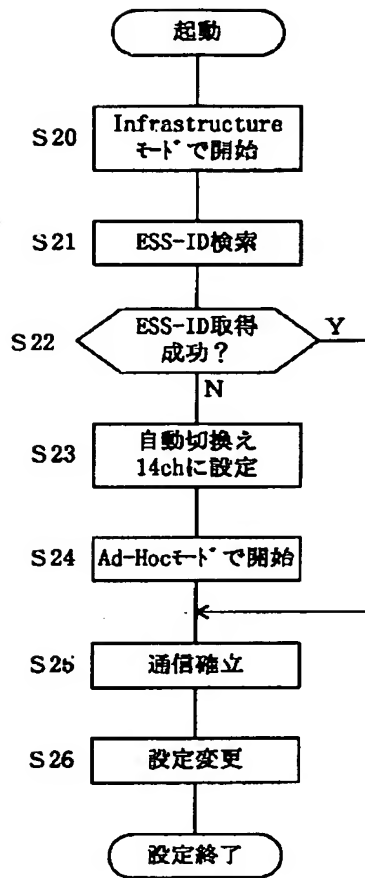 起動
S20
Infrastructure
モードで開始
S21
ESS-ID検索
S22
ESS-ID取得
成功？
Y
N
S23
自動切換え
14chに設定
S24
Ad-Hocモードで開始
S25
通信確立
S26
設定変更
設定終了